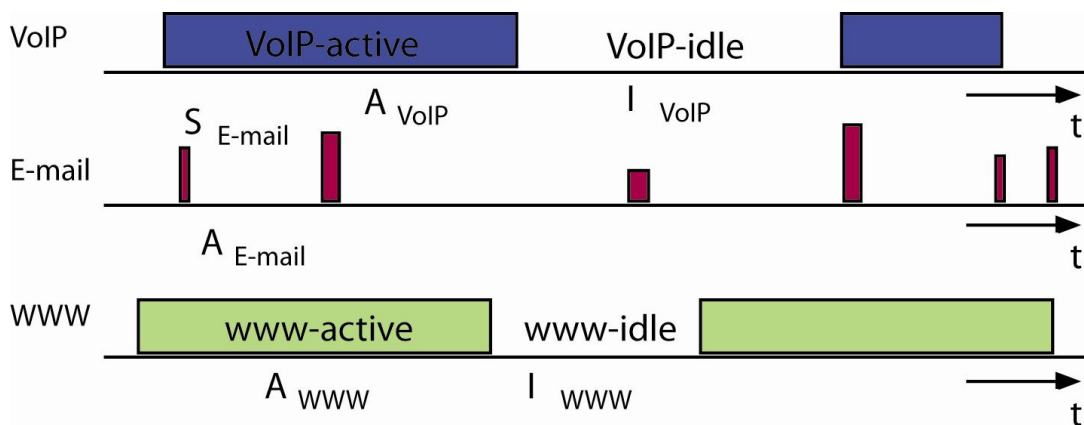 VoIP VoIP-active VoIP-idle
A VoIP I VoIP t
S E-mail
E-mail
A E-mail t
WWW www-active www-idle
A WWW I WWW t